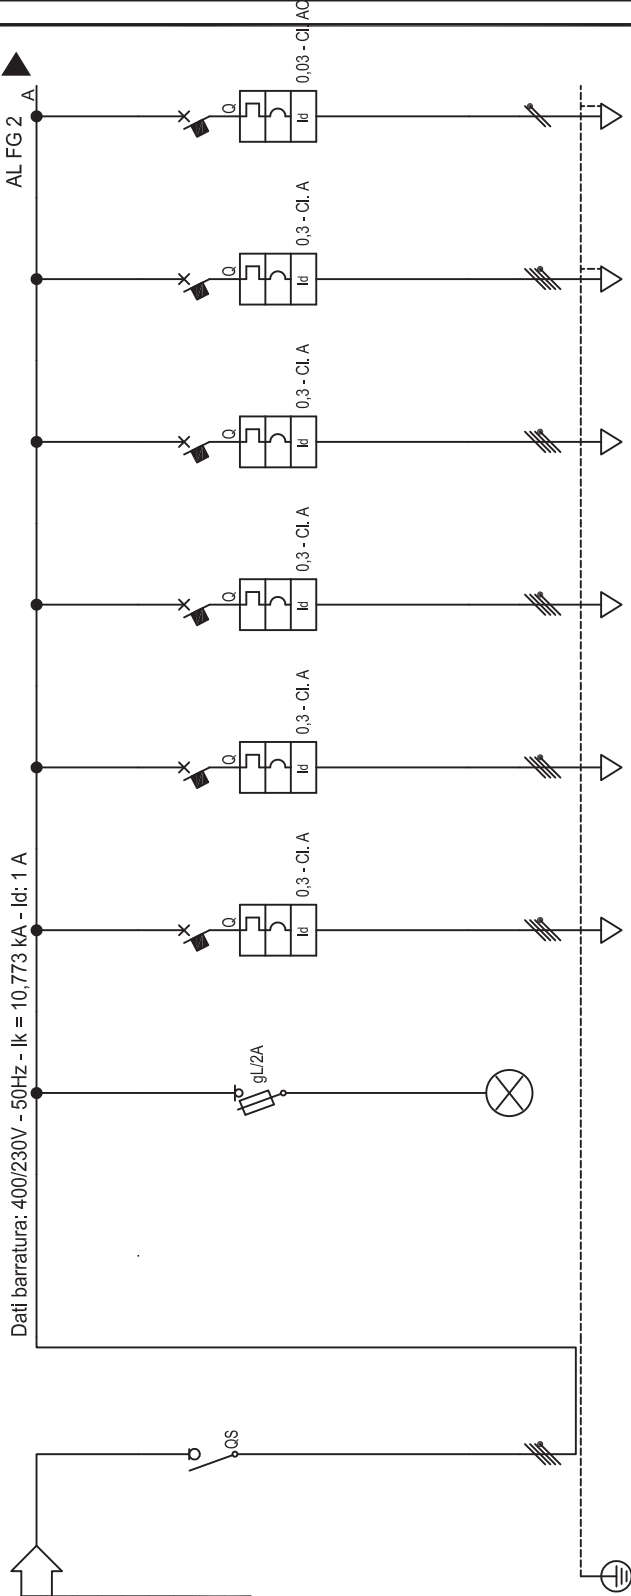 Dati barratura: 400/230V - 50Hz - Ik = 10,773 kA - Id: 1 A
AL FG 2
A
QS
gL/2A
Q
Id
0,3 - Cl. A
Q
Id
0,3 - Cl. A
Q
Id
0,3 - Cl. A
Q
Id
0,3 - Cl. A
Q
Id
0,3 - Cl. A
Q
Id
0,03 - Cl. AC